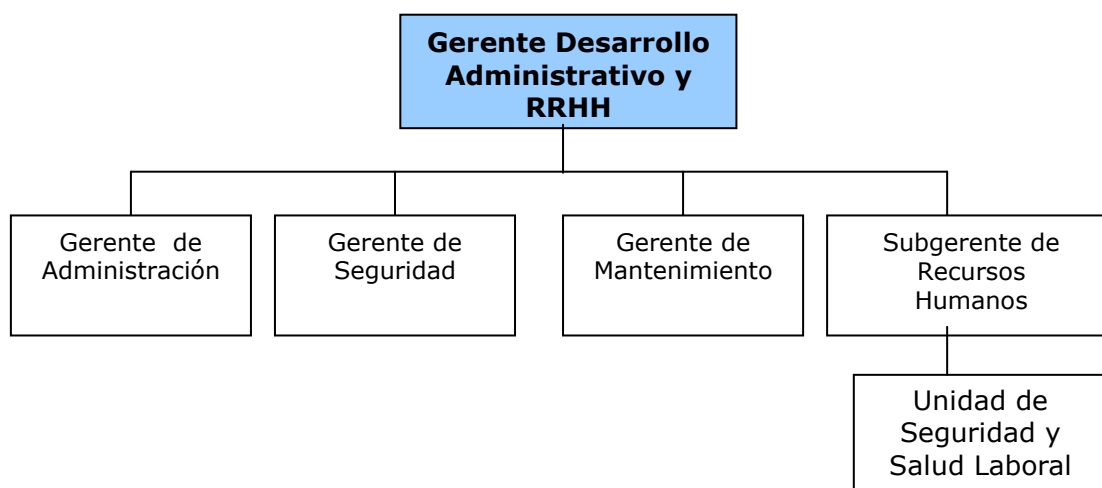 Gerente Desarrollo
Administrativo y
RRHH
Gerente de
Administración
Gerente de
Seguridad
Gerente de
Mantenimiento
Subgerente de
Recursos
Humanos
Unidad de
Seguridad y
Salud Laboral